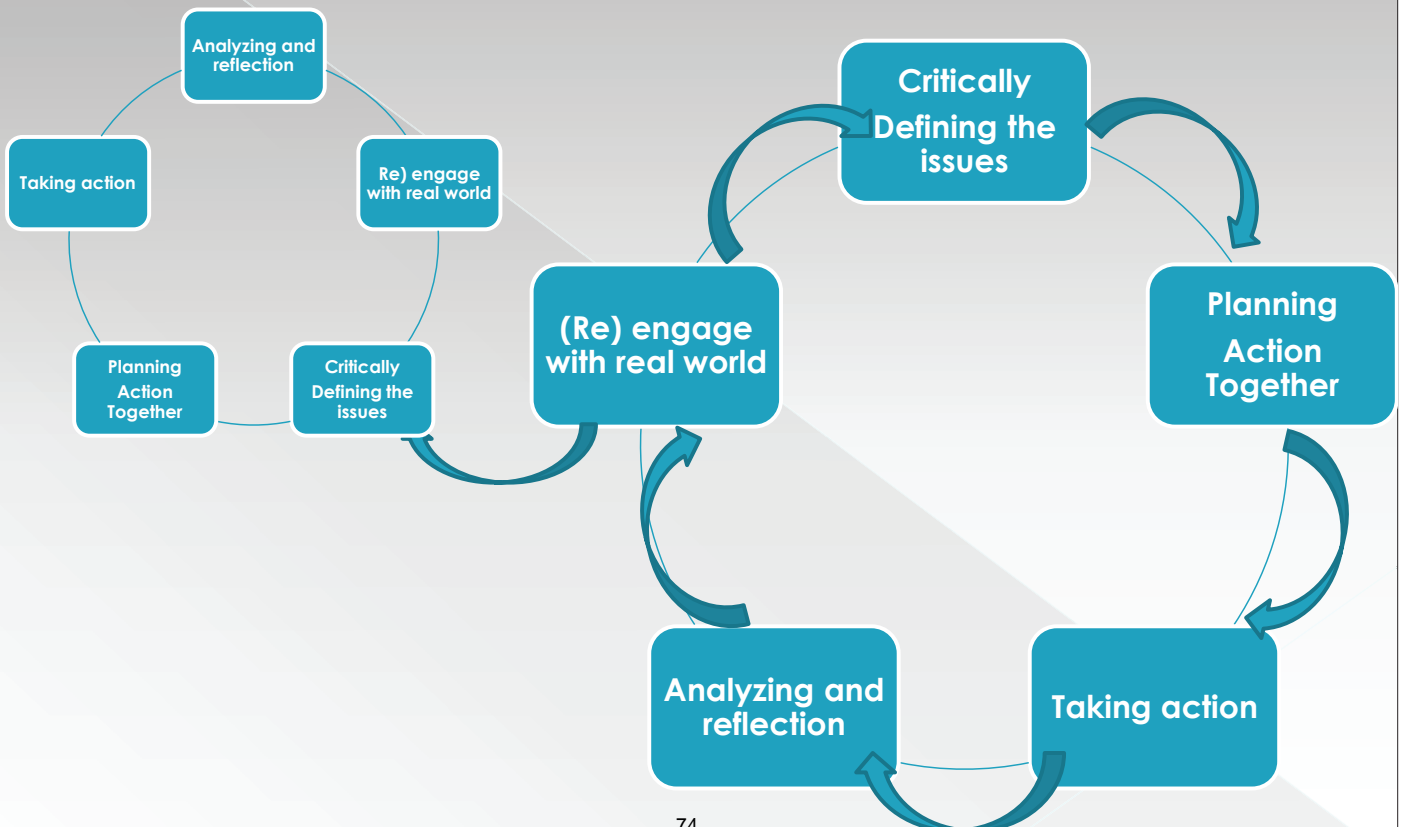 Analyzing and
reflection
Taking action
Re) engage
with real world
Planning
Action
Together
Critically
Defining the
issues
Critically
Defining the
issues
(Re) engage
with real world
Planning
Action
Together
Analyzing and
reflection
Taking action
74